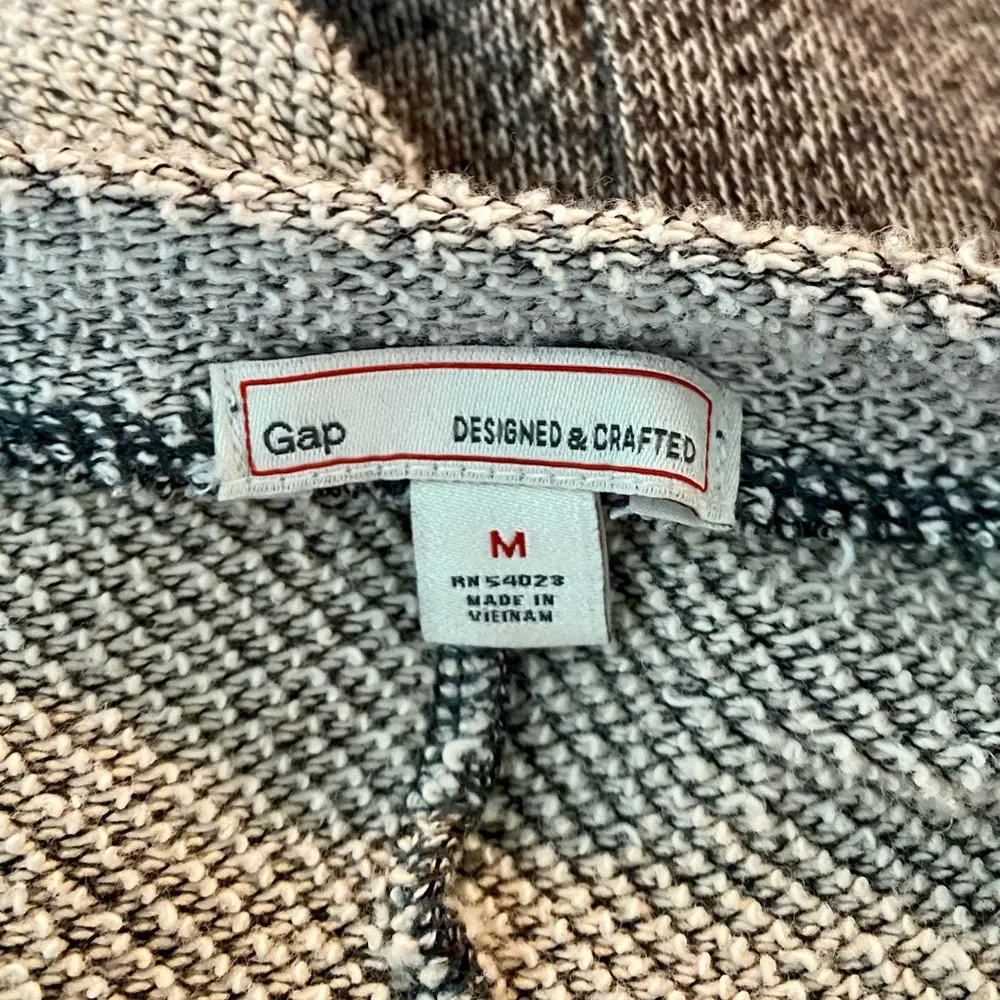 Gap DESIGNED & CRAFTED
M
RN 54023
MADE IN
VIETNAM